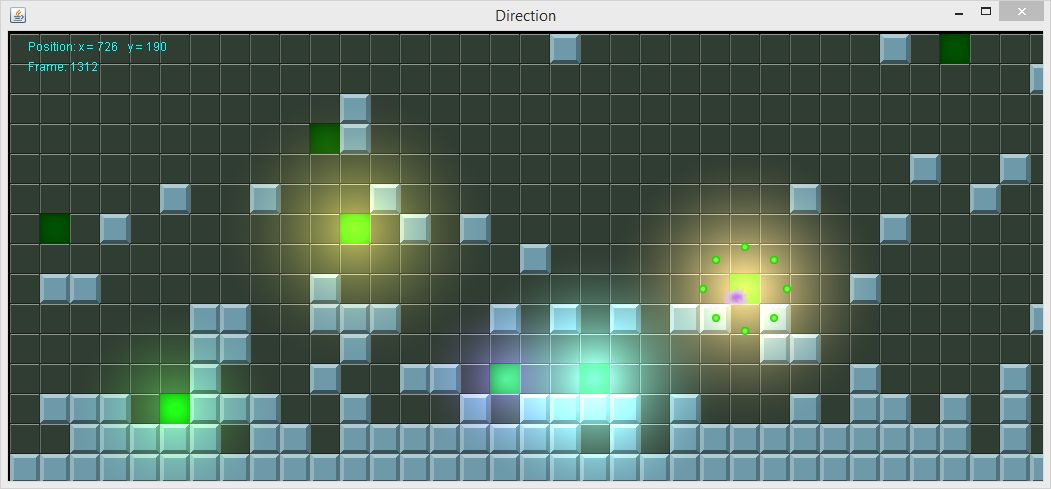 Direction
Position: x = 726 y = 190
Frame: 1312